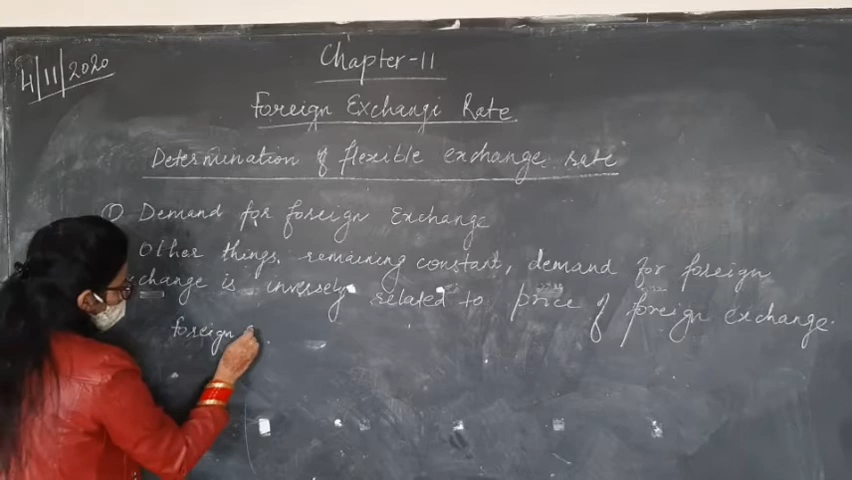 4/11/2020
Chapter-11
Foreign Exchange Rate
Determination of flexible exchange rate
① Demand for foreign Exchange
Other things remaining constant, demand for foreign
exchange is inversely related to price of foreign exchange.
foreign